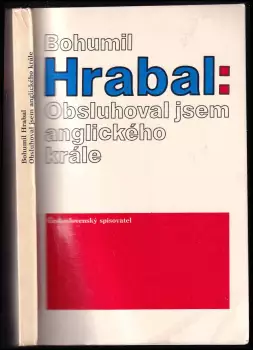 Bohumil Hrabal
Obsluhoval jsem anglického krále
Bohumil
Hrabal:
Obsluhoval jsem
anglického
krále
Československý spisovatel